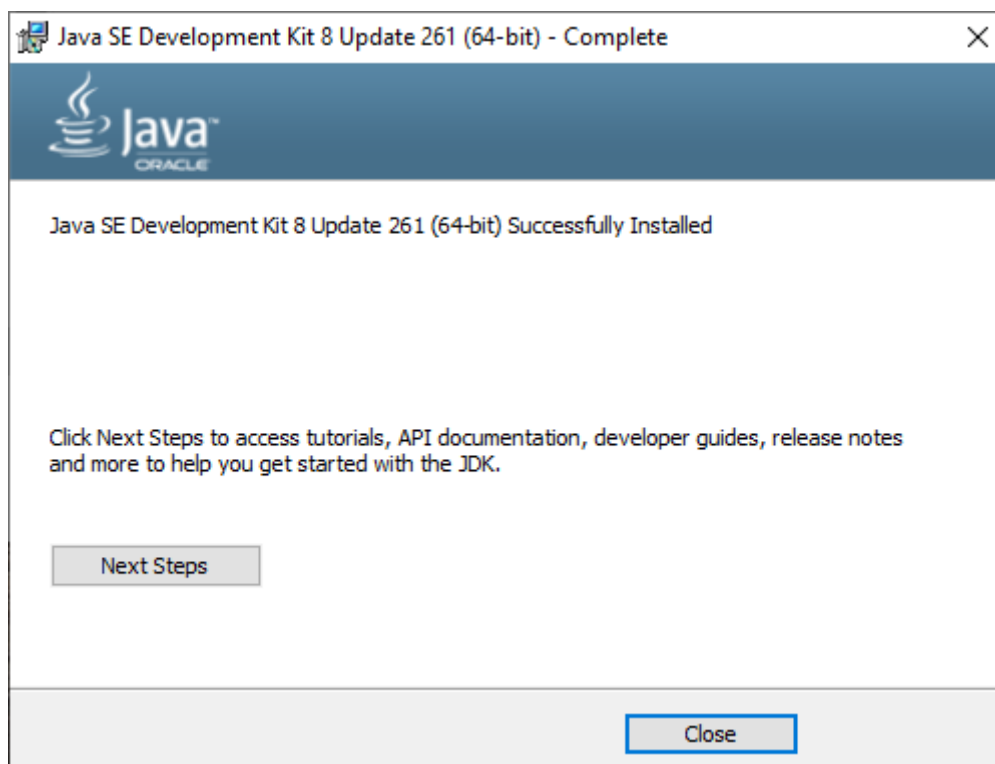 Java SE Development Kit 8 Update 261 (64-bit) - Complete
Java™
ORACLE
Java SE Development Kit 8 Update 261 (64-bit) Successfully Installed
Click Next Steps to access tutorials, API documentation, developer guides, release notes
and more to help you get started with the JDK.
Next Steps
Close